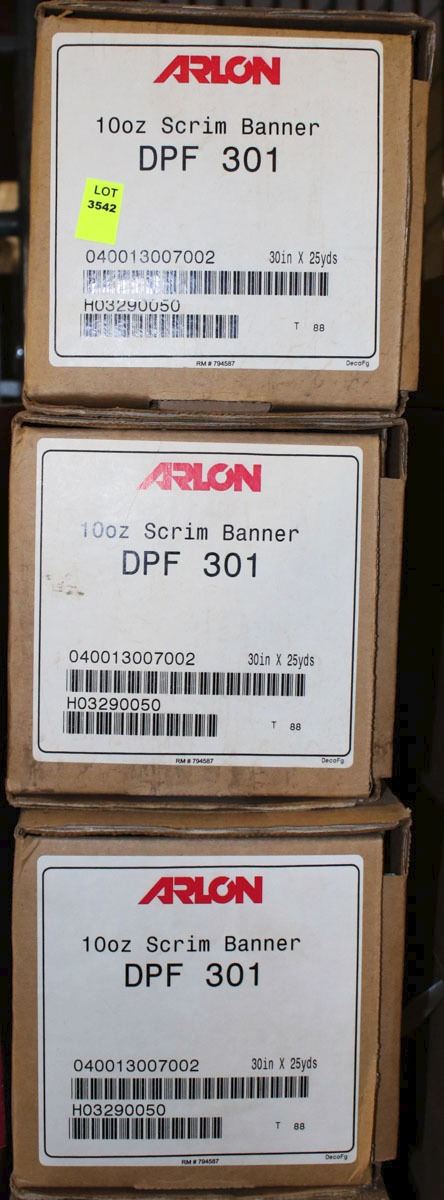 ARLON
10oz Scrim Banner
DPF 301
LOT
3542
040013007002 30in X 25yds
H03290050
T 88
RM # 794587 DecoFg
ARLON
10oz Scrim Banner
DPF 301
040013007002 30in X 25yds
H03290050
T 88
RM # 794587 DecoFg
ARLON
10oz Scrim Banner
DPF 301
040013007002 30in X 25yds
H03290050
T 88
RM # 794587 DecoFg